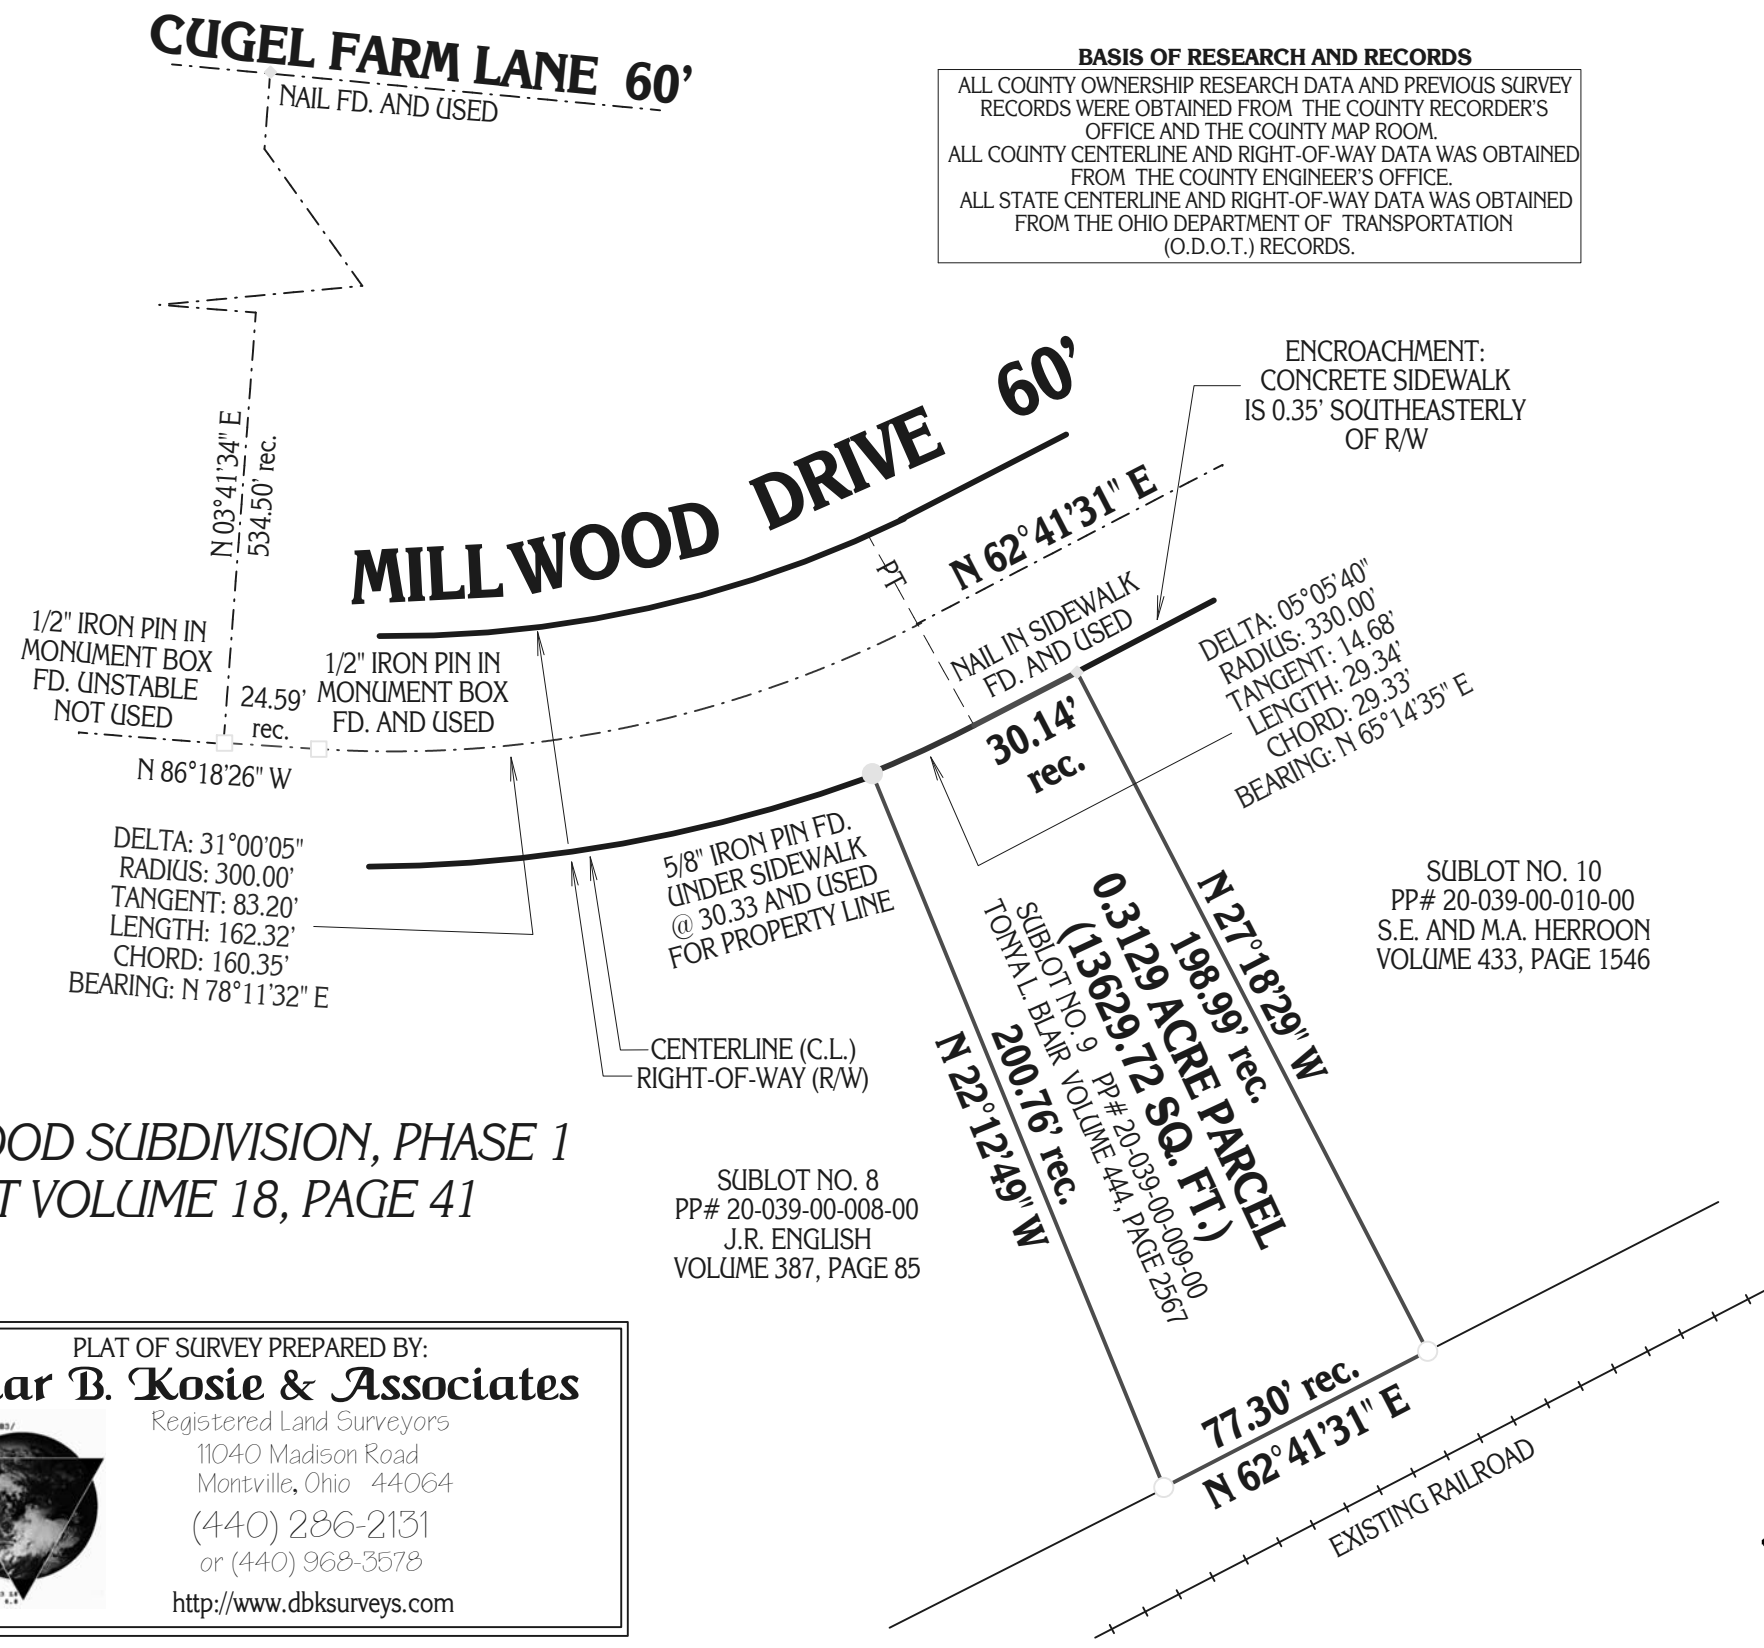 CUGEL FARM LANE 60'
NAIL FD. AND USED
BASIS OF RESEARCH AND RECORDS
ALL COUNTY OWNERSHIP RESEARCH DATA AND PREVIOUS SURVEY
RECORDS WERE OBTAINED FROM THE COUNTY RECORDER'S
OFFICE AND THE COUNTY MAP ROOM.
ALL COUNTY CENTERLINE AND RIGHT-OF-WAY DATA WAS OBTAINED
FROM THE COUNTY ENGINEER'S OFFICE.
ALL STATE CENTERLINE AND RIGHT-OF-WAY DATA WAS OBTAINED
FROM THE OHIO DEPARTMENT OF TRANSPORTATION
(O.D.O.T.) RECORDS.
ENCROACHMENT:
CONCRETE SIDEWALK
IS 0.35' SOUTHEASTERLY
OF R/W
MILL WOOD DRIVE 60'
N 62°41'31" E
PT
N 03°41'34" E
534.50' rec.
1/2" IRON PIN IN
MONUMENT BOX
FD. UNSTABLE
NOT USED
24.59'
rec.
1/2" IRON PIN IN
MONUMENT BOX
FD. AND USED
N 86°18'26" W
NAIL IN SIDEWALK
FD. AND USED
DELTA: 05°05'40"
RADIUS: 330.00'
TANGENT: 14.68'
LENGTH: 29.34'
CHORD: 29.33'
BEARING: N 65°14'35" E
30.14'
rec.
DELTA: 31°00'05"
RADIUS: 300.00'
TANGENT: 83.20'
LENGTH: 162.32'
CHORD: 160.35'
BEARING: N 78°11'32" E
5/8" IRON PIN FD.
UNDER SIDEWALK
@ 30.33 AND USED
FOR PROPERTY LINE
CENTERLINE (C.L.)
RIGHT-OF-WAY (R/W)
N 27°18'29" W
198.99' rec.
0.3129 ACRE PARCEL
(13629.72 SQ. FT.)
SUBLOT NO. 9 PP# 20-039-00-009-00
TONYA L. BLAIR VOLUME 444, PAGE 2567
200.76' rec.
N 22°12'49" W
SUBLOT NO. 10
PP# 20-039-00-010-00
S.E. AND M.A. HERROON
VOLUME 433, PAGE 1546
SUBLOT NO. 8
PP# 20-039-00-008-00
J.R. ENGLISH
VOLUME 387, PAGE 85
OOD SUBDIVISION, PHASE 1
T VOLUME 18, PAGE 41
77.30' rec.
N 62°41'31" E
EXISTING RAILROAD
PLAT OF SURVEY PREPARED BY:
ar B. Kosie & Associates
Registered Land Surveyors
11040 Madison Road
Montville, Ohio 44064
(440) 286-2131
or (440) 968-3578
http://www.dbksurveys.com